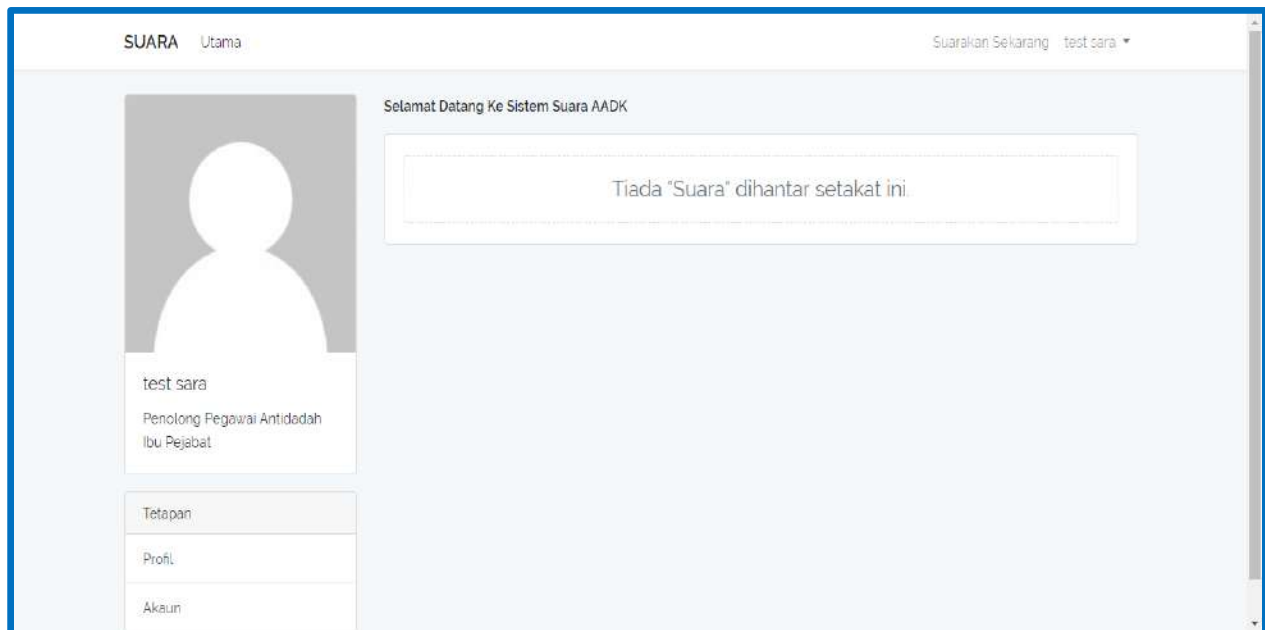 SUARA Utama Suarakan Sekarang test sara
Selamat Datang Ke Sistem Suara AADK
Tiada "Suara" dihantar setakat ini.
test sara
Penolong Pegawai Antidadah
Ibu Pejabat
Tetapan
Profil
Akaun